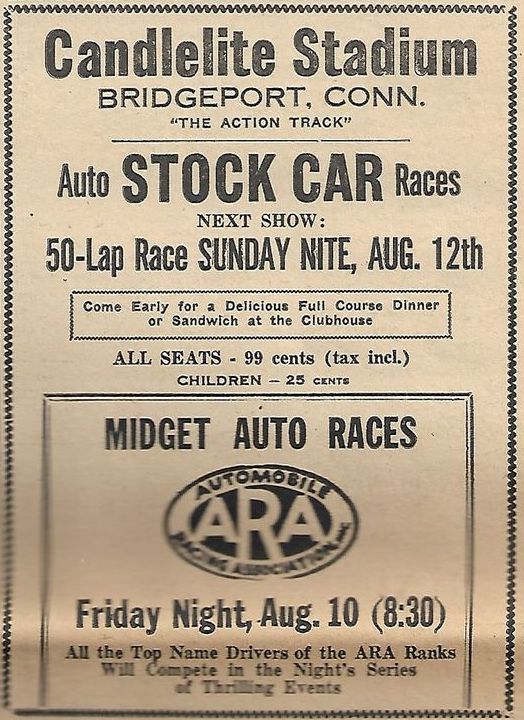 Candlelite Stadium
BRIDGEPORT, CONN.
"THE ACTION TRACK"
Auto STOCK CAR Races
NEXT SHOW:
50-Lap Race SUNDAY NITE, AUG. 12th
Come Early for a Delicious Full Course Dinner
or Sandwich at the Clubhouse
ALL SEATS - 99 cents (tax incl.)
CHILDREN — 25 CENTS
MIDGET AUTO RACES
AUTOMOBILE
ARA
RACING ASSOCIATION, INC.
Friday Night, Aug. 10 (8:30)
All the Top Name Drivers of the ARA Ranks
Will Compete in the Night's Series
of Thrilling Events